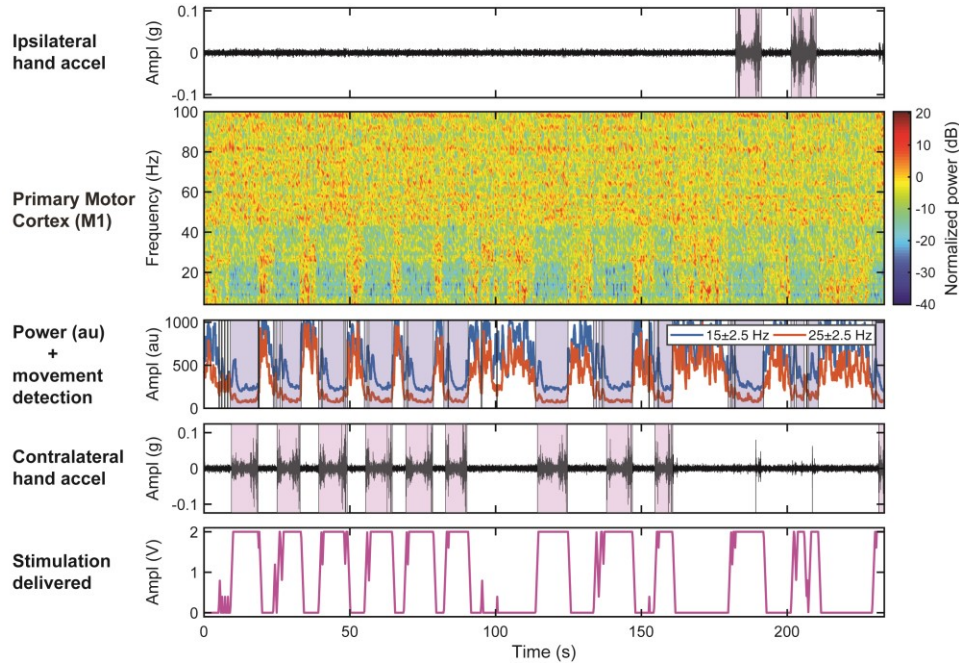 Ipsilateral
hand accel
Ampl (g)
0.1
0
-0.1
Primary Motor
Cortex (M1)
Frequency (Hz)
100
80
60
40
20
20
10
0
-10
-20
-30
-40
Normalized power (dB)
Power (au)
+
movement
detection
Ampl (au)
1000
500
0
15±2.5 Hz 25±2.5 Hz
Contralateral
hand accel
Ampl (g)
0.1
0
-0.1
Stimulation
delivered
Ampl (V)
2
1
0
0 50 100 150 200
Time (s)